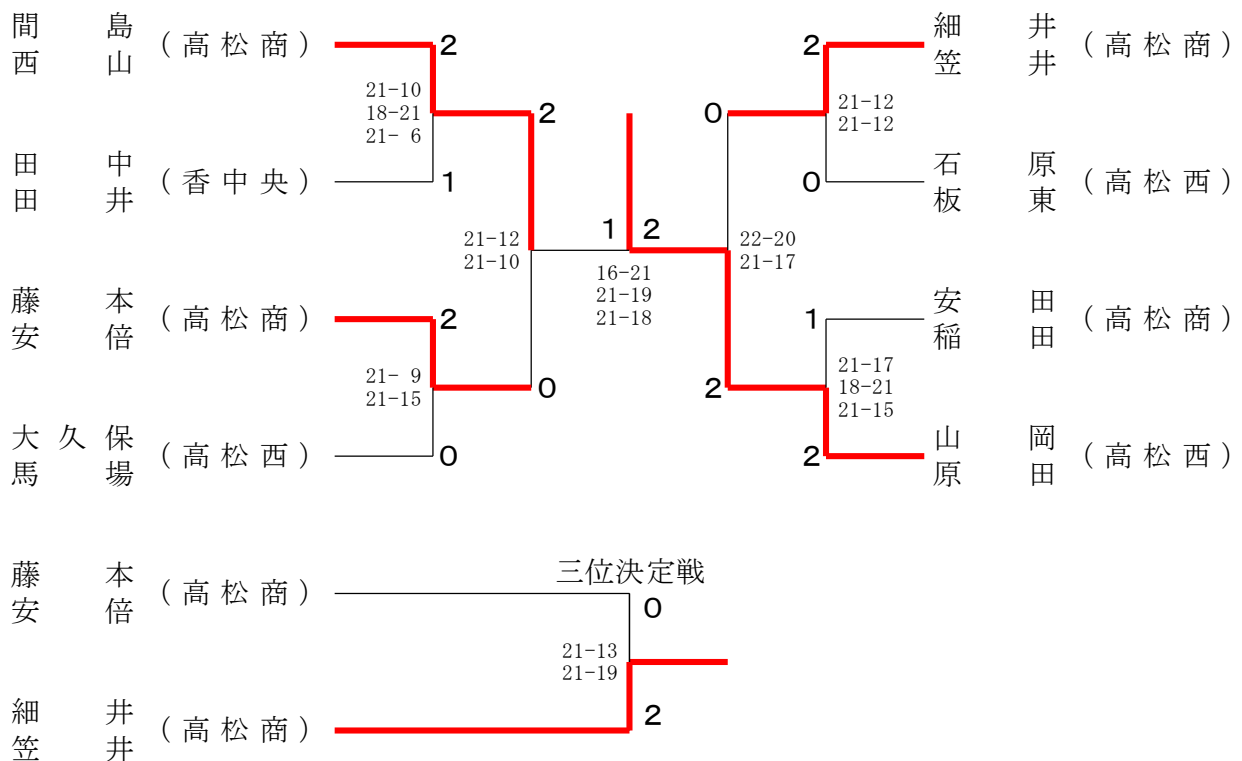 間島
西山
(高松商)
2
21-10
18-21
21- 6
田中
田井
(香中央)
1
2
21-12
21-10
藤本
安倍
(高松商)
2
21- 9
21-15
大久保
馬場
(高松西)
0
0
1 2
16-21
21-19
21-18
0
22-20
21-17
2
2
細井
笠井
(高松商)
21-12
21-12
0
石原
板東
(高松西)
1
安田
稲田
(高松商)
21-17
18-21
21-15
2
山岡
原田
(高松西)
三位決定戦
藤本
安倍
(高松商)
0
21-13
21-19
細井
笠井
(高松商)
2